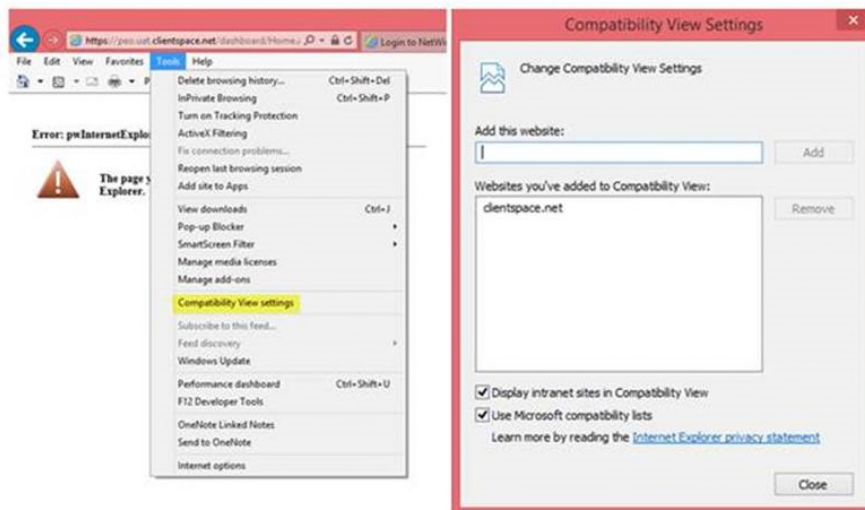 https://peo.uat.clientspace.net/dashboard/Home.
Login to NetWi
File Edit View Favorites Tools Help
Error: pwInternetExplo
The page y
Explorer.
Delete browsing history... Ctrl+Shift+Del
InPrivate Browsing Ctrl+Shift+P
Turn on Tracking Protection
ActiveX Filtering
Fix connection problems...
Reopen last browsing session
Add site to Apps
View downloads Ctrl+J
Pop-up Blocker
SmartScreen Filter
Manage media licenses
Manage add-ons
Compatibility View settings
Subscribe to this feed...
Feed discovery
Windows Update
Performance dashboard Ctrl+Shift+U
F12 Developer Tools
OneNote Linked Notes
Send to OneNote
Internet options
Compatibility View Settings
Change Compatibility View Settings
Add this website:
Add
Websites you've added to Compatibility View:
clientspace.net
Remove
Display intranet sites in Compatibility View
Use Microsoft compatibility lists
Learn more by reading the Internet Explorer privacy statement
Close